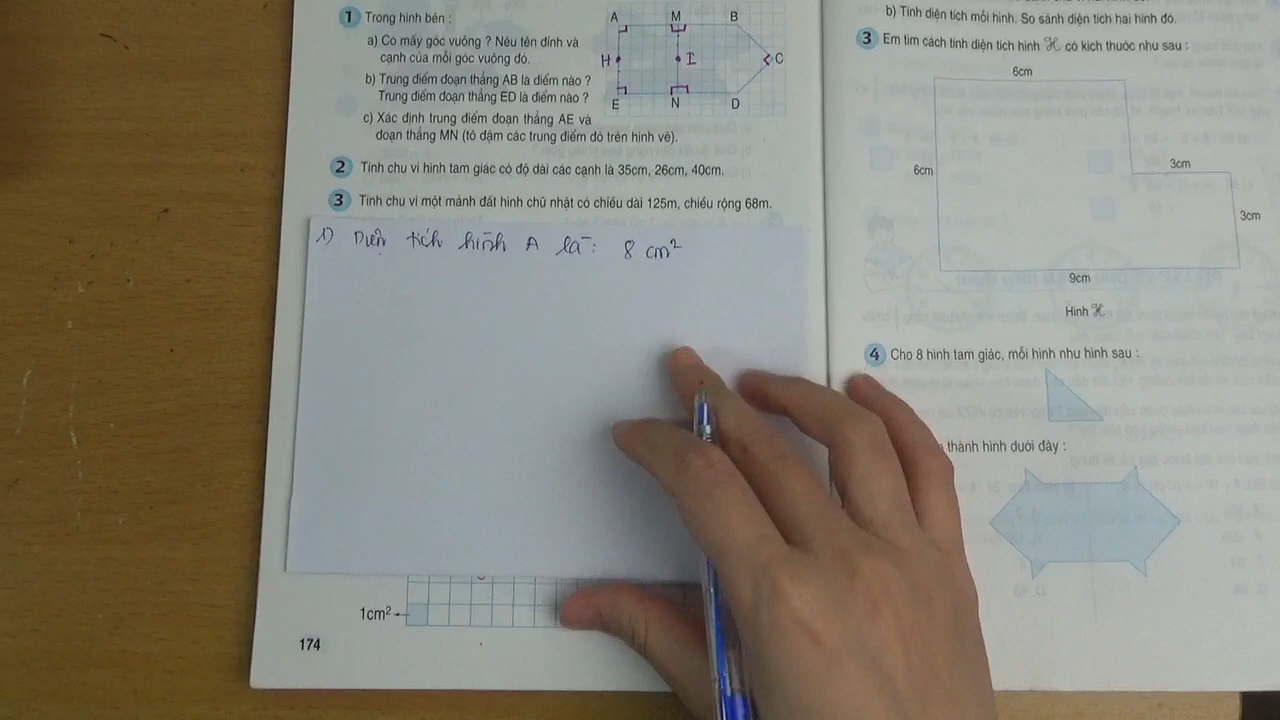 1 Trong hình bên :
a) Có mấy góc vuông ? Nêu tên đỉnh và
cạnh của mỗi góc vuông đó.
b) Trung điểm đoạn thẳng AB là điểm nào ?
Trung điểm đoạn thẳng ED là điểm nào ?
c) Xác định trung điểm đoạn thẳng AE và
đoạn thẳng MN (tô đậm các trung điểm đó trên hình vẽ).
A M B
H I C
E N D
2 Tính chu vi hình tam giác có độ dài các cạnh là 35cm, 26cm, 40cm.
3 Tính chu vi một mảnh đất hình chữ nhật có chiều dài 125m, chiều rộng 68m.
1) Diện tích hình A là: 8 cm²
1cm²
174
b) Tính diện tích mỗi hình. So sánh diện tích hai hình đó.
3 Em tìm cách tính diện tích hình ℋ có kích thước như sau :
6cm
6cm
3cm
3cm
9cm
Hình ℋ
4 Cho 8 hình tam giác, mỗi hình như hình sau :
thành hình dưới đây :